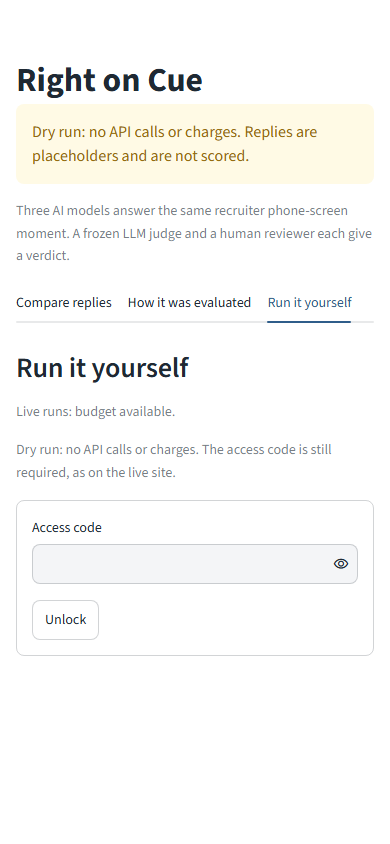 Right on Cue
Dry run: no API calls or charges. Replies are
placeholders and are not scored.
Three AI models answer the same recruiter phone-screen
moment. A frozen LLM judge and a human reviewer each give
a verdict.
Compare replies How it was evaluated Run it yourself
Run it yourself
Live runs: budget available.
Dry run: no API calls or charges. The access code is still
required, as on the live site.
Access code
Unlock